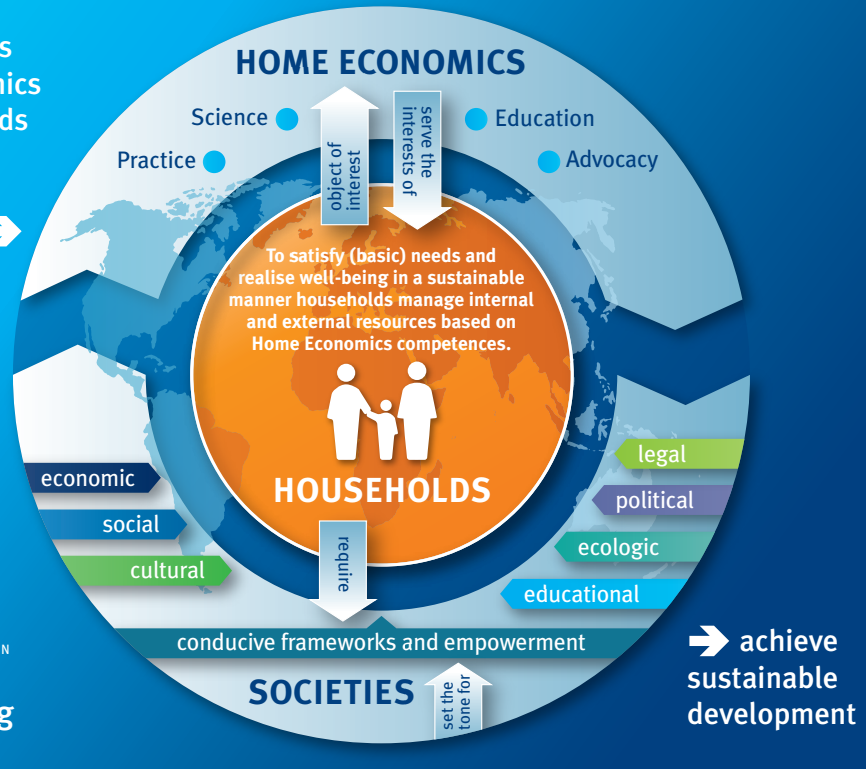 HOME ECONOMICS
Science
Education
Practice
Advocacy
object of
interest
serve the
interests of
To satisfy (basic) needs and
realise well-being in a sustainable
manner households manage internal
and external resources based on
Home Economics competences.
HOUSEHOLDS
economic
social
cultural
legal
political
ecologic
educational
require
conducive frameworks and empowerment
SOCIETIES
set the
tone for
achieve
sustainable
development